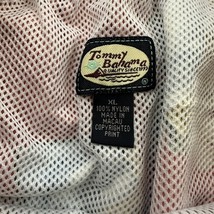 Tommy
Bahama
®
XL
100% NYLON
MADE IN
MACAU
COPYRIGHTED
PRINT